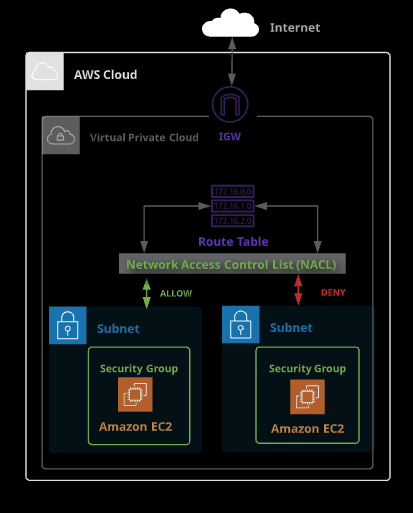 Internet
AWS Cloud
Virtual Private Cloud
IGW
172.16.0.0
172.16.1.0
172.16.2.0
Route Table
Network Access Control List (NACL)
ALLOW
DENY
Subnet
Subnet
Security Group
Security Group
Amazon EC2
Amazon EC2